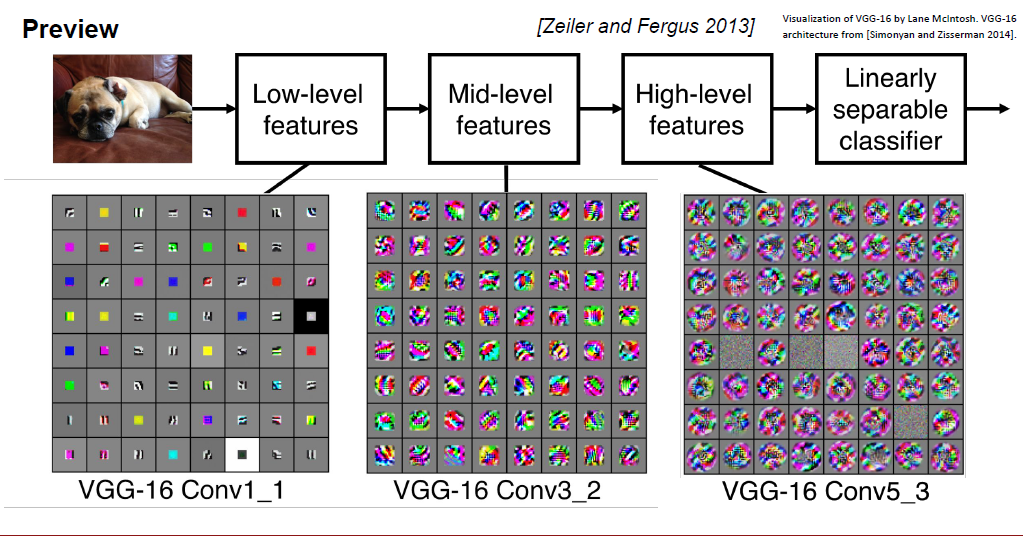 Preview
[Zeiler and Fergus 2013]
Visualization of VGG-16 by Lane McIntosh. VGG-16
architecture from [Simonyan and Zisserman 2014].
Low-level
features
Mid-level
features
High-level
features
Linearly
separable
classifier
VGG-16 Conv1_1
VGG-16 Conv3_2
VGG-16 Conv5_3